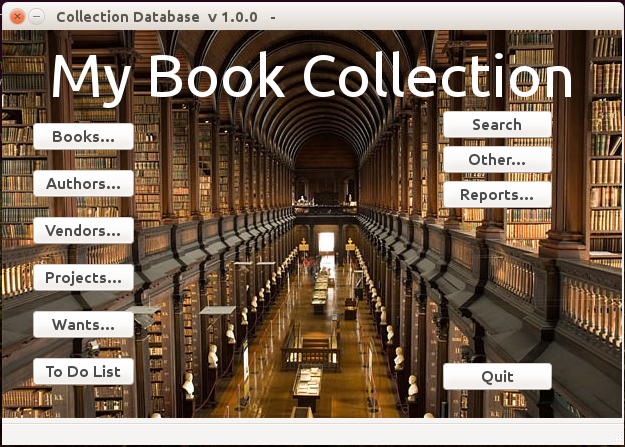 Collection Database v 1.0.0 -
My Book Collection
Books...
Authors...
Vendors...
Projects...
Wants...
To Do List
Search
Other...
Reports...
Quit